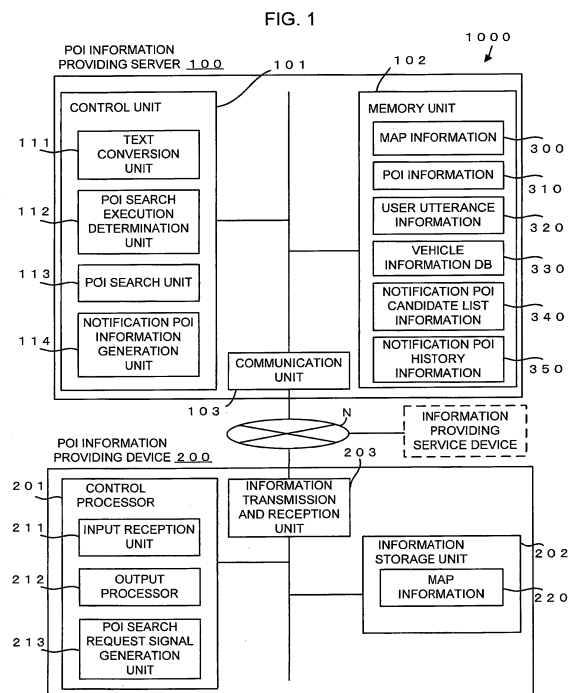 FIG. 1
1000
POI INFORMATION
PROVIDING SERVER 100
101
102
CONTROL UNIT
111
TEXT
CONVERSION
UNIT
112
POI SEARCH
EXECUTION
DETERMINATION
UNIT
113
POI SEARCH UNIT
114
NOTIFICATION POI
INFORMATION
GENERATION
UNIT
MEMORY UNIT
MAP INFORMATION
300
POI INFORMATION
310
USER UTTERANCE
INFORMATION
320
VEHICLE
INFORMATION DB
330
NOTIFICATION POI
CANDIDATE LIST
INFORMATION
340
NOTIFICATION POI
HISTORY
INFORMATION
350
COMMUNICATION
UNIT
103
N
INFORMATION
PROVIDING
SERVICE DEVICE
POI INFORMATION
PROVIDING DEVICE 200
203
201
CONTROL
PROCESSOR
211
INPUT RECEPTION
UNIT
212
OUTPUT
PROCESSOR
213
POI SEARCH
REQUEST SIGNAL
GENERATION
UNIT
INFORMATION
TRANSMISSION
AND RECEPTION
UNIT
INFORMATION
STORAGE UNIT
202
MAP
INFORMATION
220